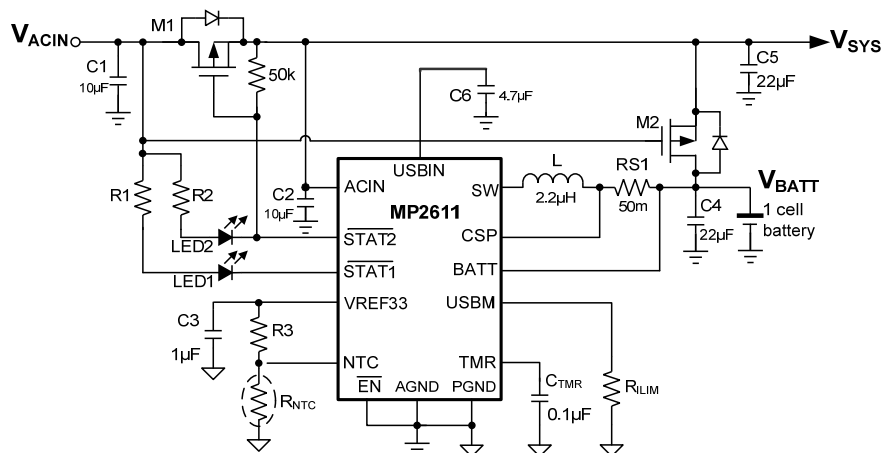 M1
VACIN
VSYS
C1
10µF
50k
C5
22µF
C6
4.7µF
M2
USBIN
R1
R2
C2
10µF
ACIN
SW
L
2.2µH
RS1
50m
VBATT
MP2611
C4
22µF
1 cell
battery
LED2
STAT2
CSP
LED1
STAT1
BATT
C3
1µF
VREF33
USBM
R3
NTC
TMR
CTMR
0.1µF
RILIM
RNTC
EN
AGND
PGND